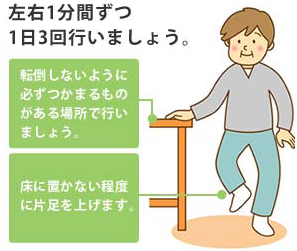 左右1分間ずつ
1日3回行いましょう。
転倒しないように
必ずつかまるもの
がある場所で行い
ましょう。
床に置かない程度
に片足を上げます。